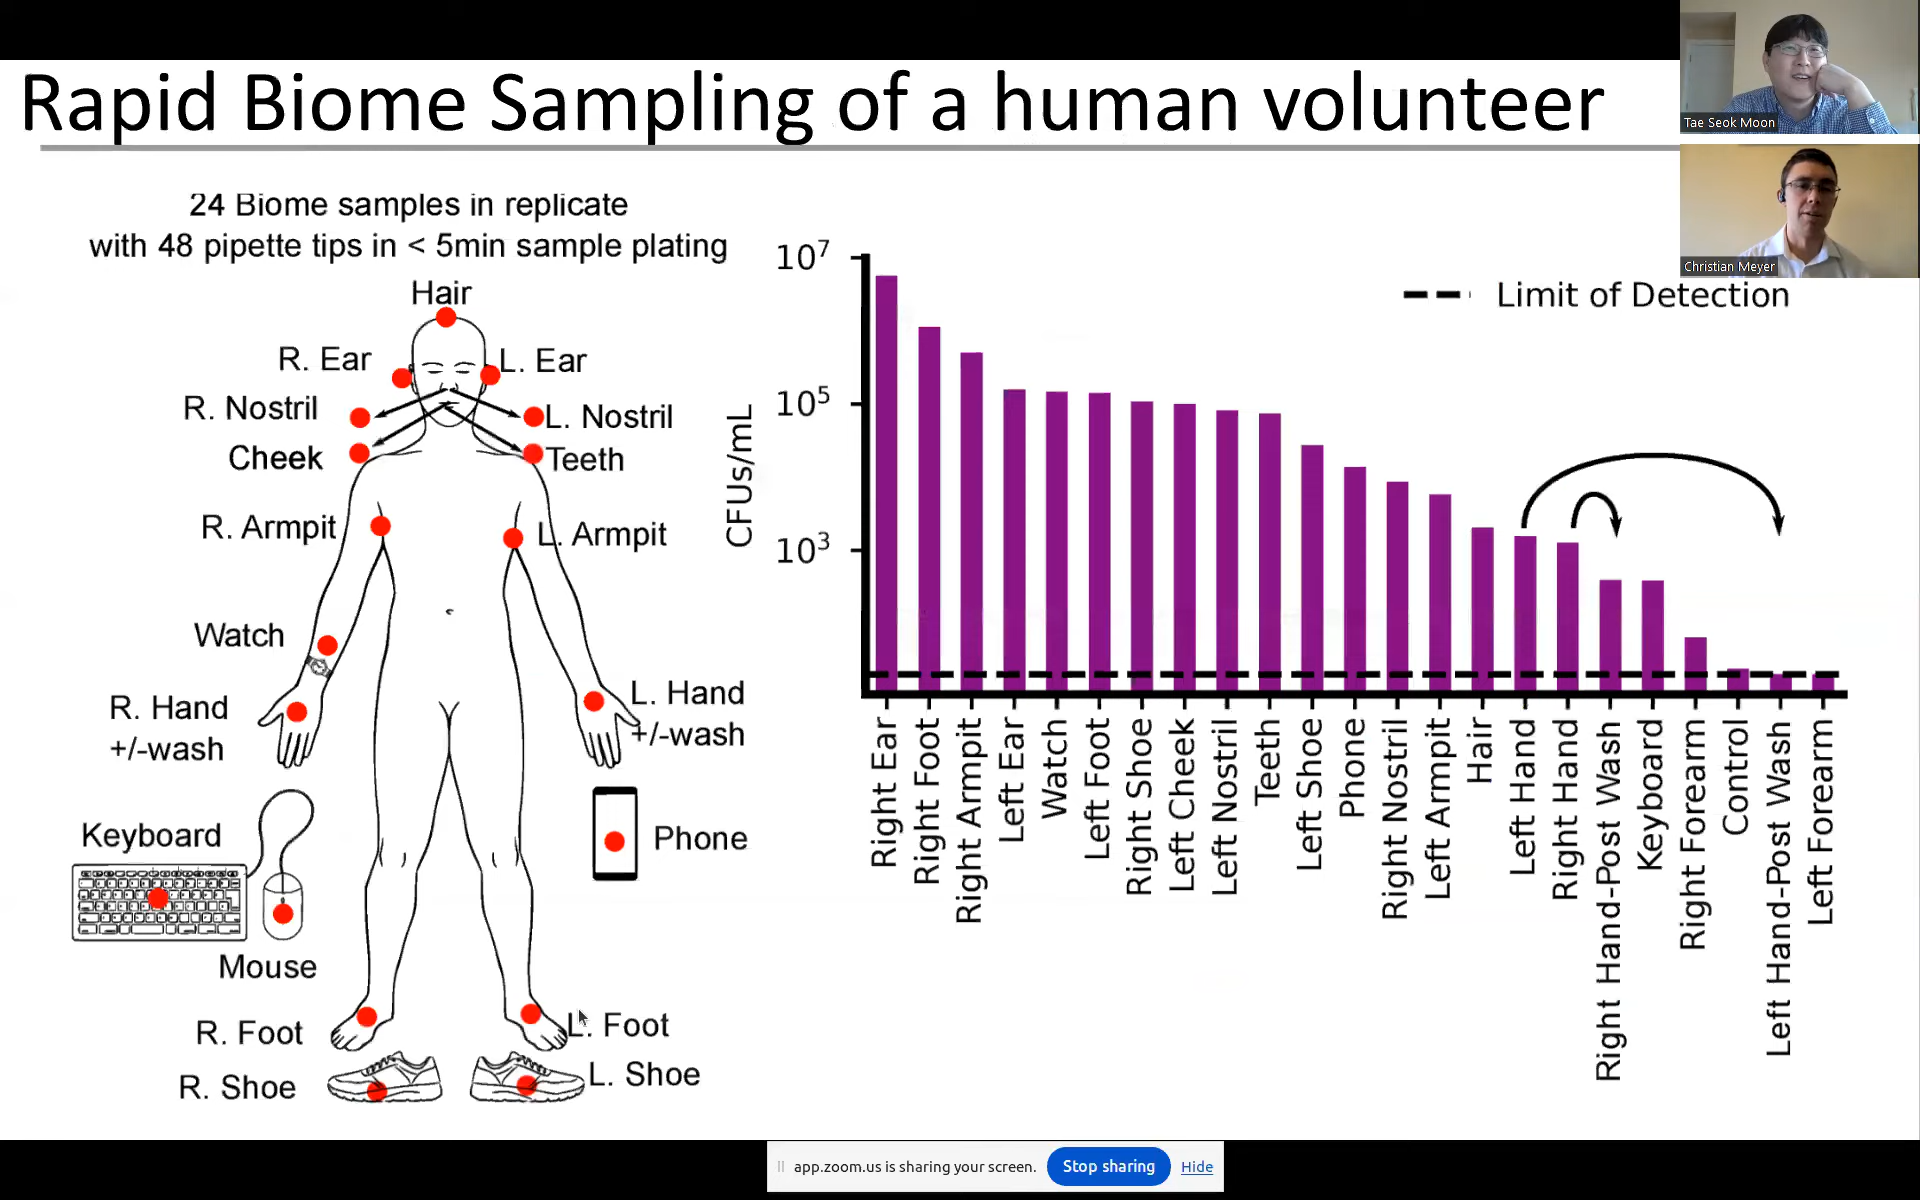 Rapid Biome Sampling of a human volunteer
Tae Seok Moon
Christian Meyer
24 Biome samples in replicate
with 48 pipette tips in < 5min sample plating
Hair
R. Ear
L. Ear
R. Nostril
L. Nostril
Cheek
Teeth
R. Armpit
L. Armpit
Watch
R. Hand
+/-wash
L. Hand
+/-wash
Keyboard
Mouse
Phone
R. Foot
L. Foot
R. Shoe
L. Shoe
CFUs/mL
10⁷
10⁵
10³
Limit of Detection
Right Ear
Right Foot
Right Armpit
Left Ear
Watch
Left Foot
Right Shoe
Left Cheek
Left Nostril
Teeth
Left Shoe
Phone
Right Nostril
Left Armpit
Hair
Left Hand
Right Hand
Right Hand-Post Wash
Keyboard
Right Forearm
Control
Left Hand-Post Wash
Left Forearm
app.zoom.us is sharing your screen.
Stop sharing
Hide